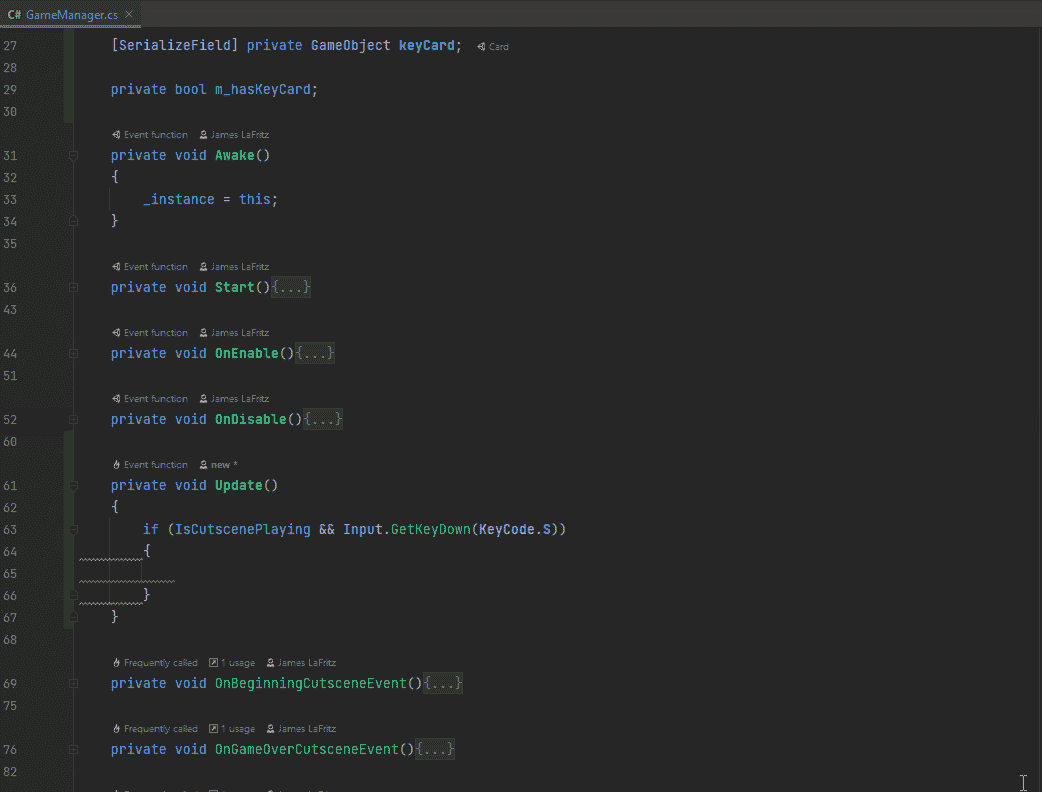 C# GameManager.cs ×
27 [SerializeField] private GameObject keyCard; Card
28
29 private bool m_hasKeyCard;
30
Event function James LaFritz
31 private void Awake()
32 {
33 _instance = this;
34 }
35
Event function James LaFritz
36 private void Start(){...}
43
Event function James LaFritz
44 private void OnEnable(){...}
51
Event function James LaFritz
52 private void OnDisable(){...}
60
Event function new *
61 private void Update()
62 {
63 if (IsCutscenePlaying && Input.GetKeyDown(KeyCode.S))
64 {
65
66 }
67 }
68
Frequently called 1 usage James LaFritz
69 private void OnBeginningCutsceneEvent(){...}
75
Frequently called 1 usage James LaFritz
76 private void OnGameOverCutsceneEvent(){...}
82